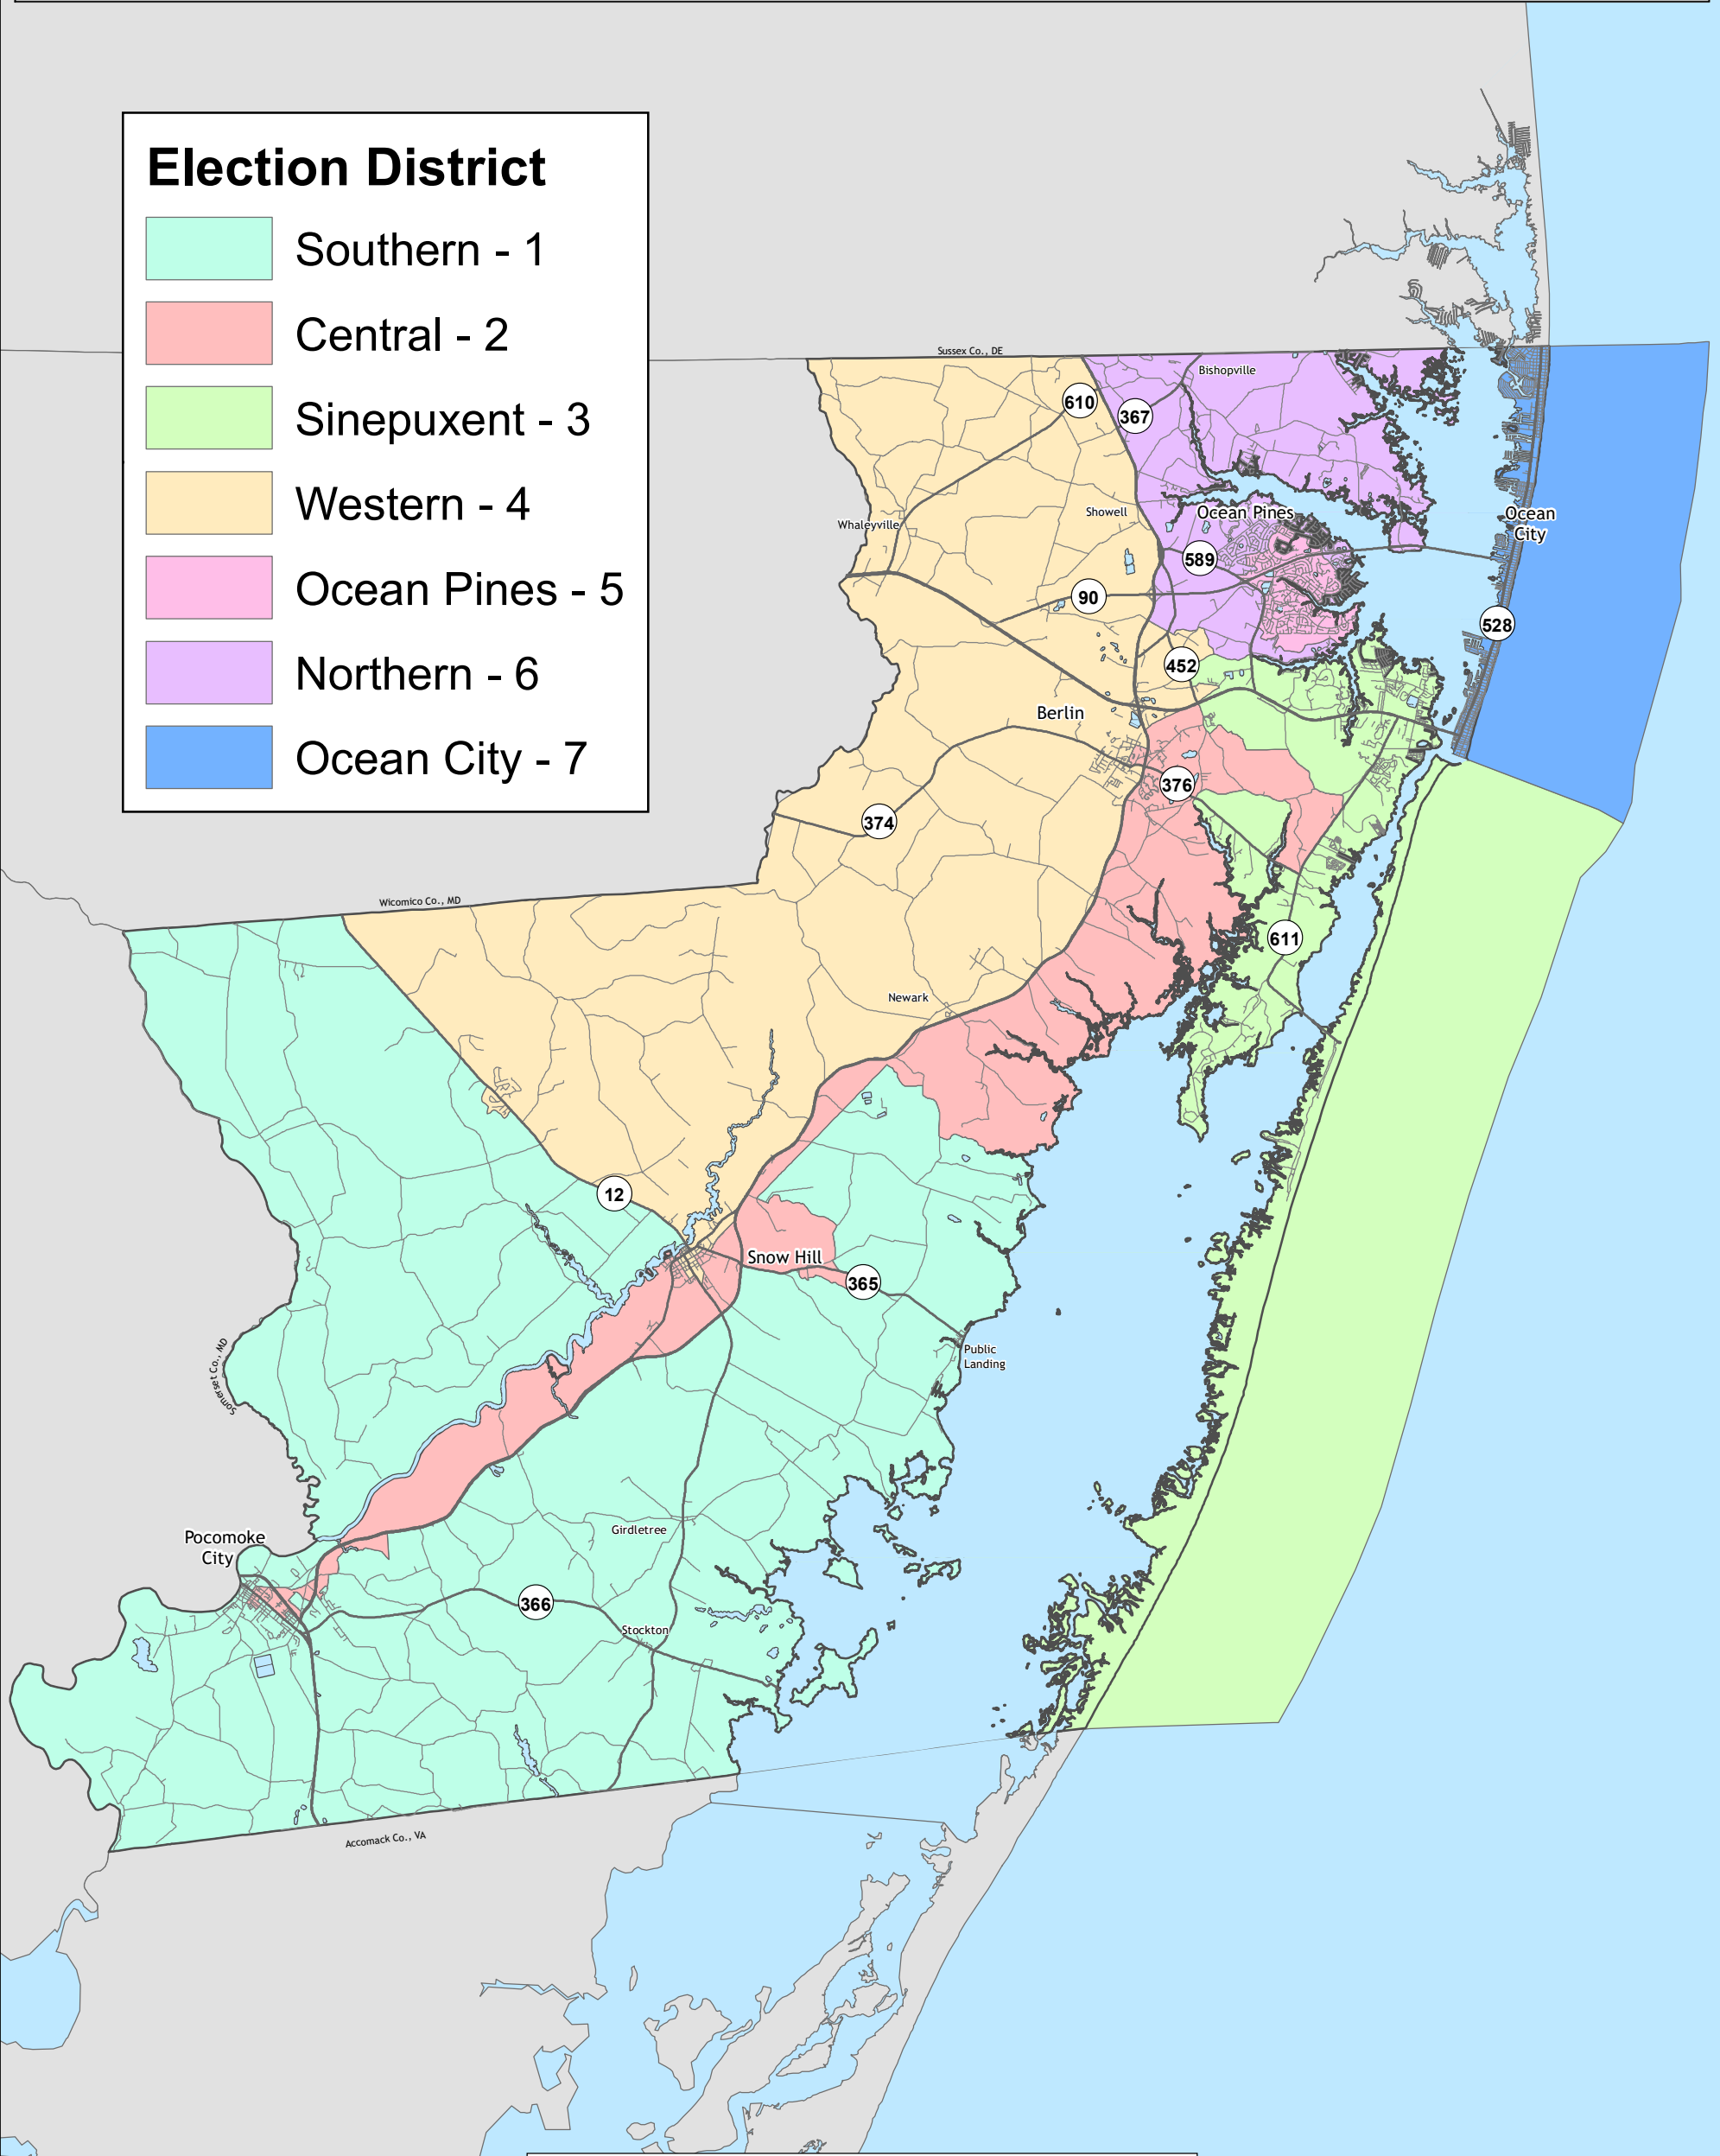 Election District
Southern - 1
Central - 2
Sinepuxent - 3
Western - 4
Ocean Pines - 5
Northern - 6
Ocean City - 7
Sussex Co., DE
Bishopville
610
367
Whaleyville
Showell
Ocean Pines
Ocean
City
589
90
528
452
Berlin
376
374
Wicomico Co., MD
611
Newark
12
Snow Hill
365
Public
Landing
Somerset Co., MD
Pocomoke
City
Girdletree
366
Stockton
Accomack Co., VA